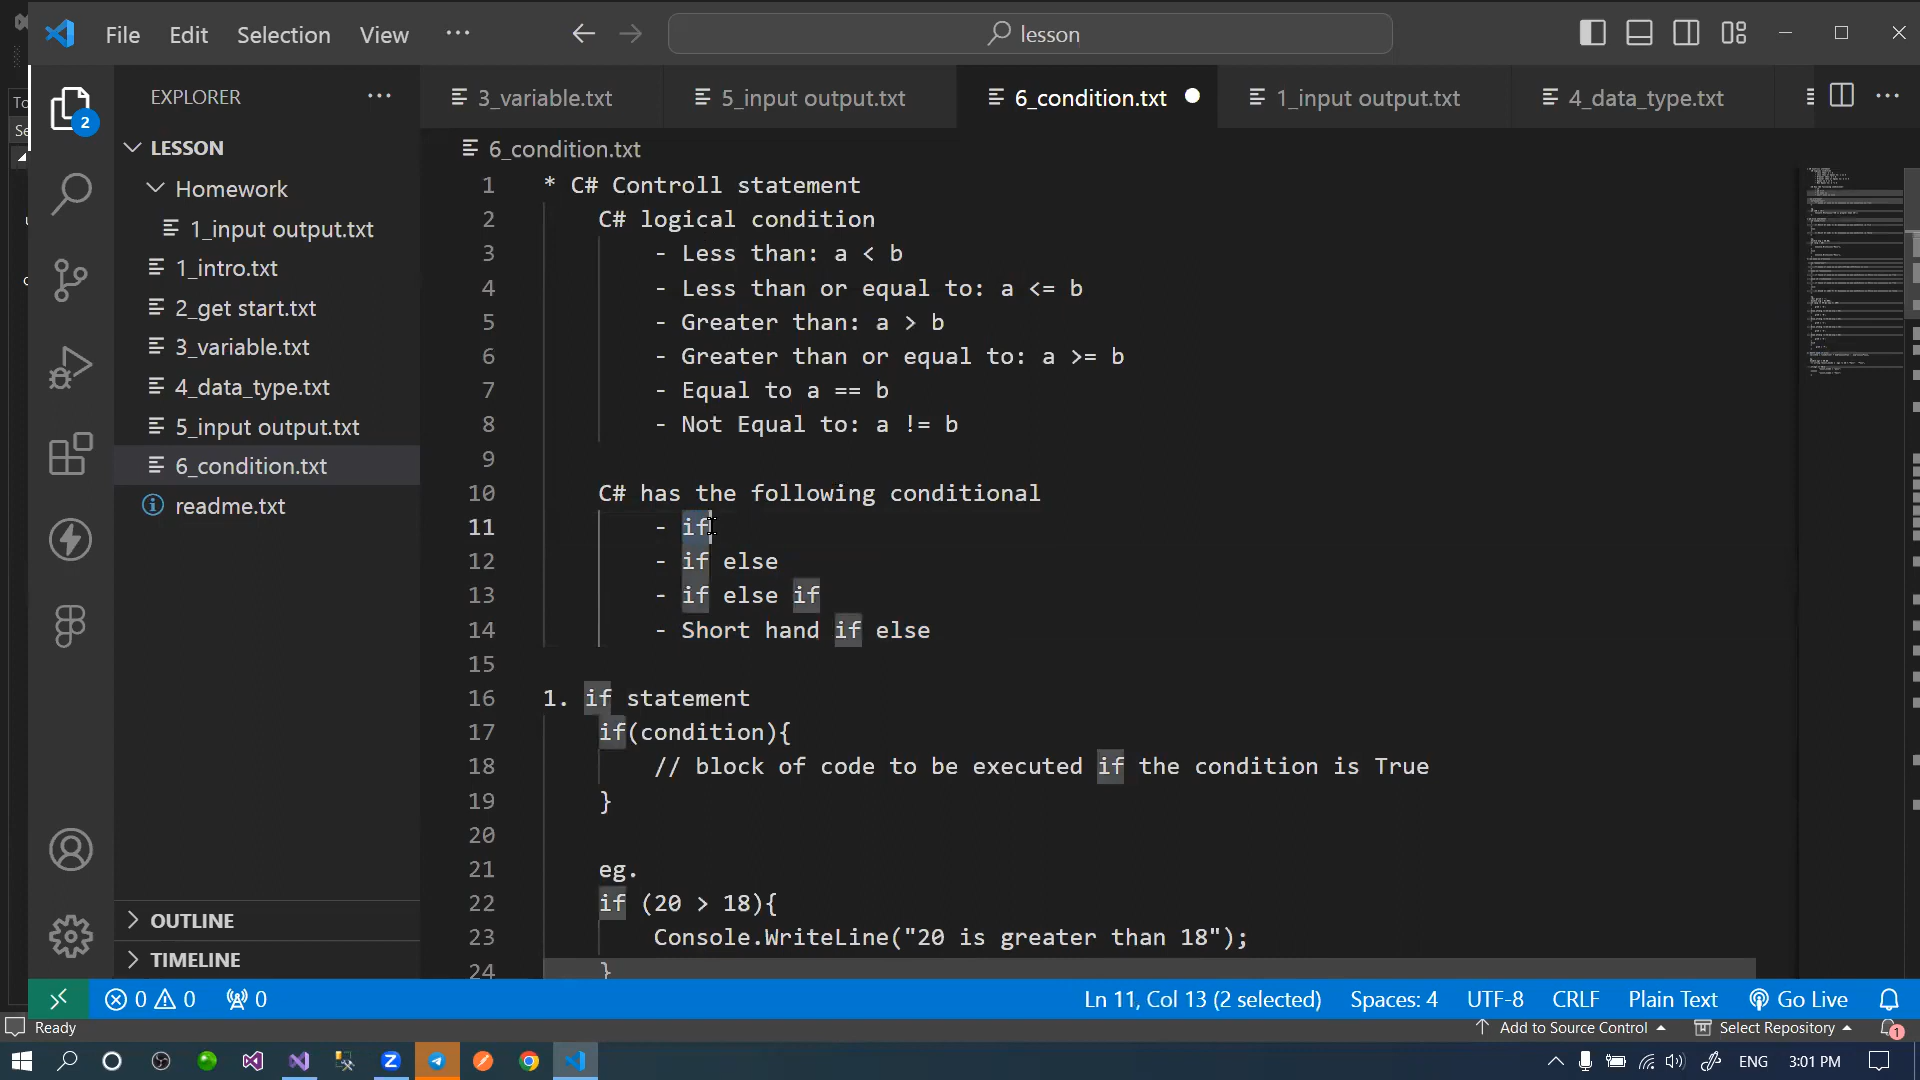 File Edit Selection View ··· lesson
EXPLORER ···
3_variable.txt 5_input output.txt 6_condition.txt 1_input output.txt 4_data_type.txt
2
LESSON
Homework
1_input output.txt
1_intro.txt
2_get start.txt
3_variable.txt
4_data_type.txt
5_input output.txt
6_condition.txt
readme.txt
OUTLINE
TIMELINE
6_condition.txt
1 * C# Controll statement
2 C# logical condition
3 - Less than: a < b
4 - Less than or equal to: a <= b
5 - Greater than: a > b
6 - Greater than or equal to: a >= b
7 - Equal to a == b
8 - Not Equal to: a != b
9
10 C# has the following conditional
11 - if
12 - if else
13 - if else if
14 - Short hand if else
15
16 1. if statement
17 if(condition){
18 // block of code to be executed if the condition is True
19 }
20
21 eg.
22 if (20 > 18){
23 Console.WriteLine("20 is greater than 18");
24 }
0 0 0 Ln 11, Col 13 (2 selected) Spaces: 4 UTF-8 CRLF Plain Text Go Live
Ready Add to Source Control Select Repository 1
ENG 3:01 PM